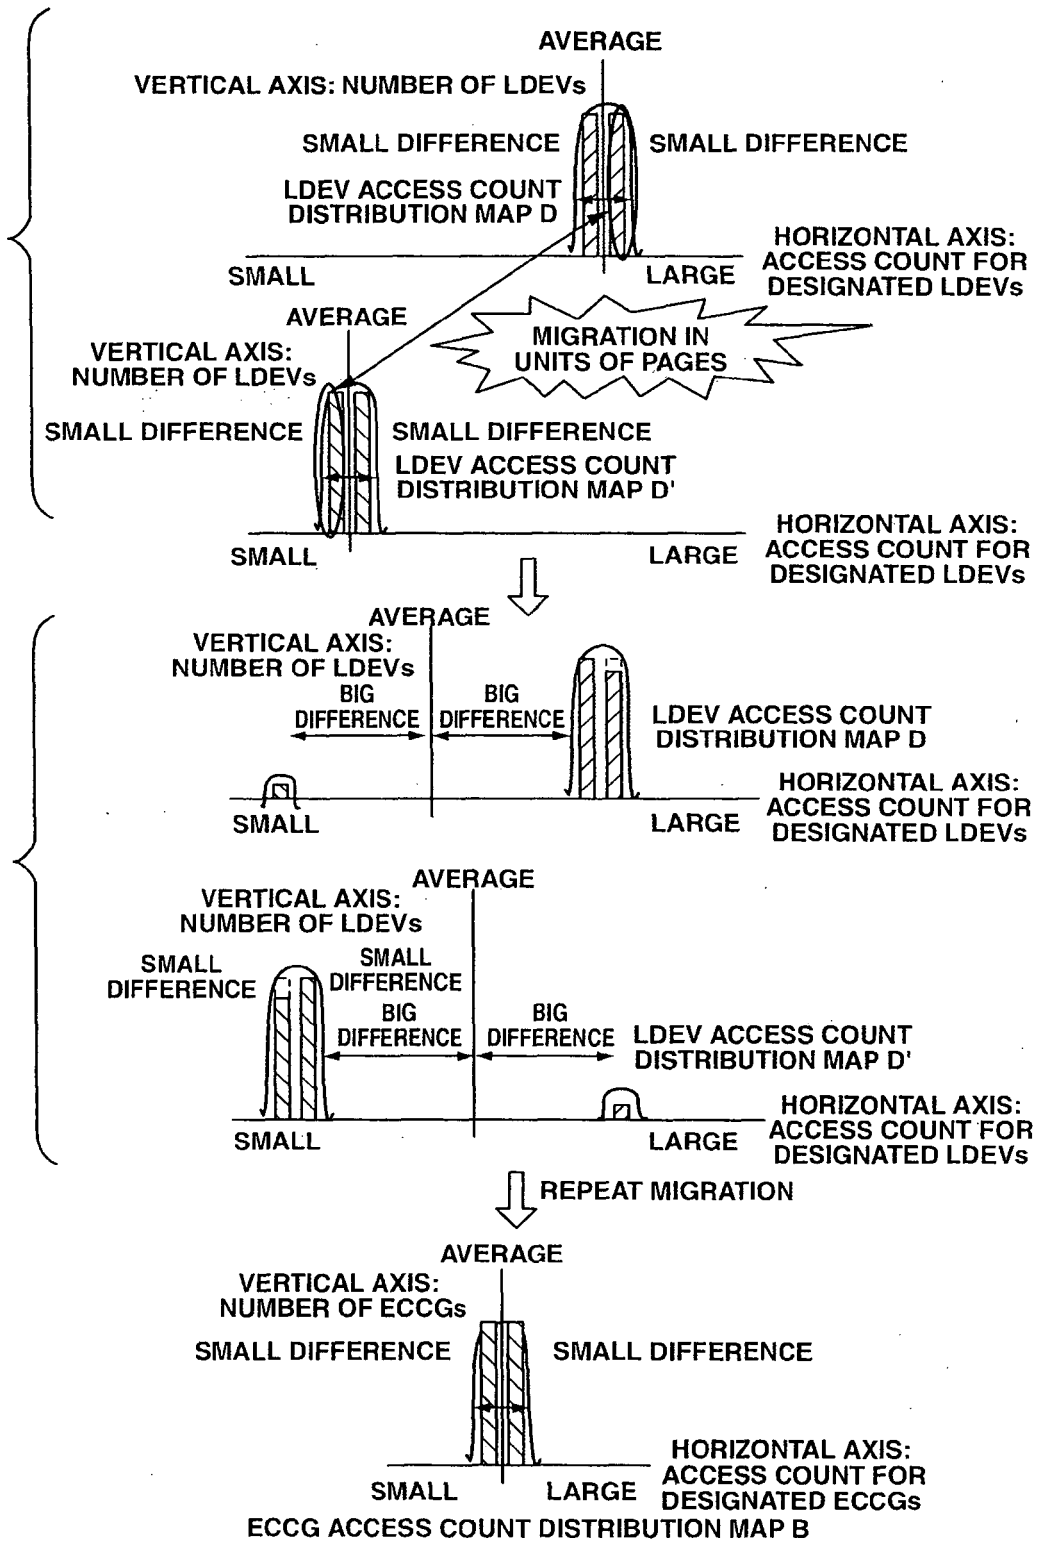 AVERAGE
VERTICAL AXIS: NUMBER OF LDEVs
SMALL DIFFERENCE
SMALL DIFFERENCE
LDEV ACCESS COUNT
DISTRIBUTION MAP D
HORIZONTAL AXIS:
ACCESS COUNT FOR
DESIGNATED LDEVs
SMALL
LARGE
MIGRATION IN
UNITS OF PAGES
AVERAGE
VERTICAL AXIS:
NUMBER OF LDEVs
SMALL DIFFERENCE
SMALL DIFFERENCE
LDEV ACCESS COUNT
DISTRIBUTION MAP D'
HORIZONTAL AXIS:
ACCESS COUNT FOR
DESIGNATED LDEVs
SMALL
LARGE
AVERAGE
VERTICAL AXIS:
NUMBER OF LDEVs
BIG
DIFFERENCE
BIG
DIFFERENCE
LDEV ACCESS COUNT
DISTRIBUTION MAP D
HORIZONTAL AXIS:
ACCESS COUNT FOR
DESIGNATED LDEVs
SMALL
LARGE
AVERAGE
VERTICAL AXIS:
NUMBER OF LDEVs
SMALL
DIFFERENCE
SMALL
DIFFERENCE
BIG
DIFFERENCE
BIG
DIFFERENCE
LDEV ACCESS COUNT
DISTRIBUTION MAP D'
HORIZONTAL AXIS:
ACCESS COUNT FOR
DESIGNATED LDEVs
SMALL
LARGE
REPEAT MIGRATION
AVERAGE
VERTICAL AXIS:
NUMBER OF ECCGs
SMALL DIFFERENCE
SMALL DIFFERENCE
HORIZONTAL AXIS:
ACCESS COUNT FOR
DESIGNATED ECCGs
SMALL
LARGE
ECCG ACCESS COUNT DISTRIBUTION MAP B